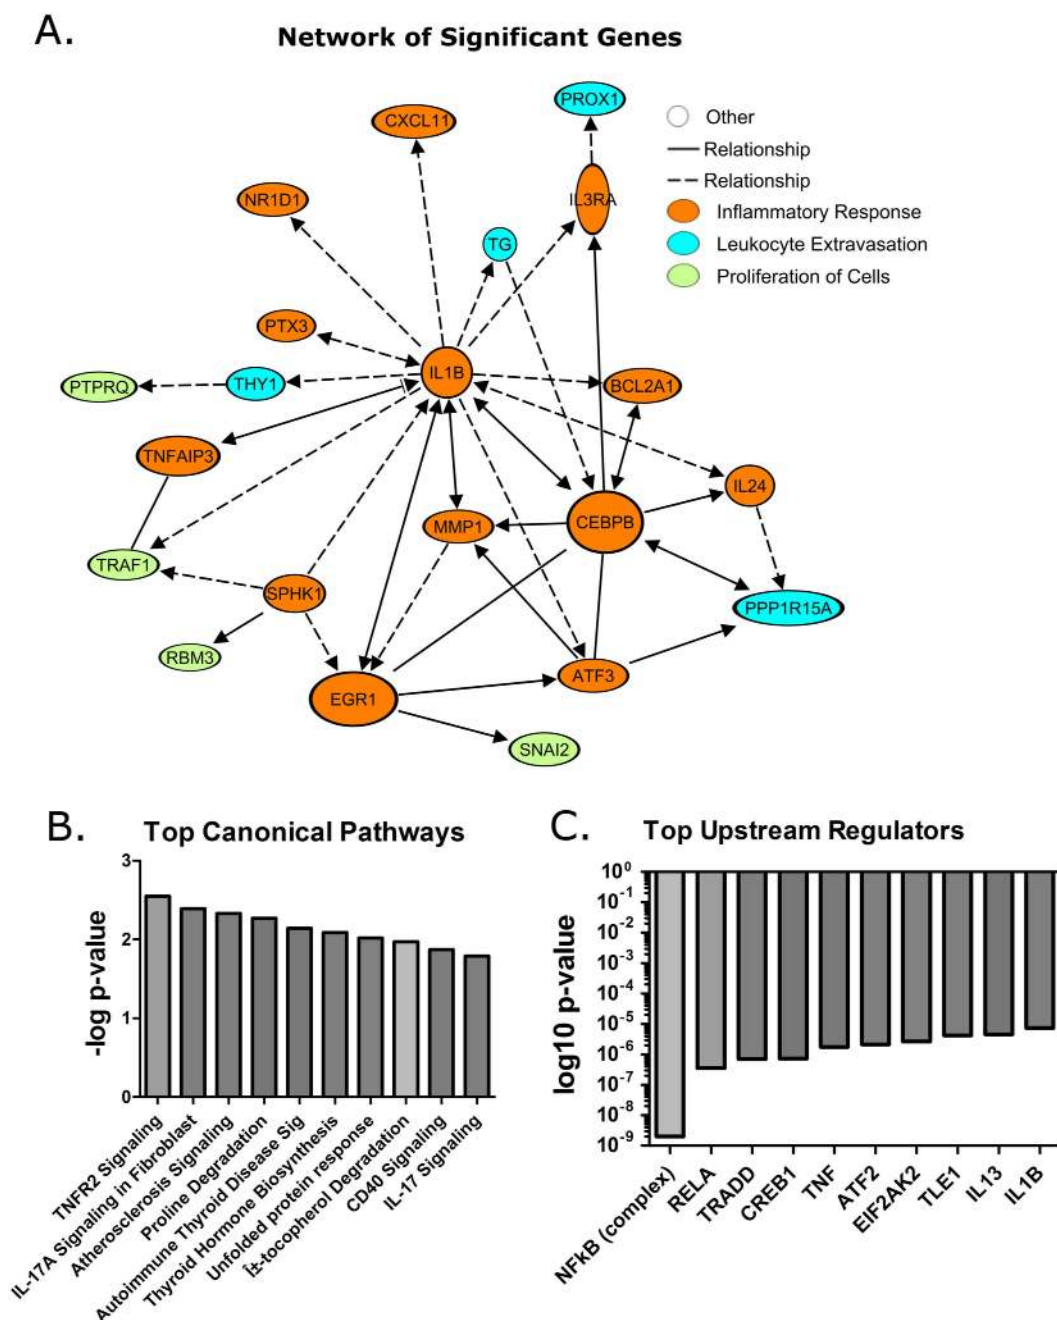 A.
Network of Significant Genes
PROX1
CXCL11
Other
Relationship
Relationship
NR1D1
IL3RA
Inflammatory Response
TG
Leukocyte Extravasation
Proliferation of Cells
PTX3
IL1B
PTPRQ
THY1
BCL2A1
TNFAIP3
IL24
MMP1
CEBPB
TRAF1
SPHK1
PPP1R15A
RBM3
ATF3
EGR1
SNAI2
B.
Top Canonical Pathways
3
2
1
0
-log p-value
TNFR2 Signaling
IL-17A Signaling in Fibroblast
Atherosclerosis Signaling
Proline Degradation
Autoimmune Thyroid Disease Sig
Thyroid Hormone Biosynthesis
Unfolded protein response
α-tocopherol Degradation
CD40 Signaling
IL-17 Signaling
C.
Top Upstream Regulators
10⁰
10⁻¹
10⁻²
10⁻³
10⁻⁴
10⁻⁵
10⁻⁶
10⁻⁷
10⁻⁸
10⁻⁹
log10 p-value
NFkB (complex)
RELA
TRADD
CREB1
TNF
ATF2
EIF2AK2
TLE1
IL13
IL1B